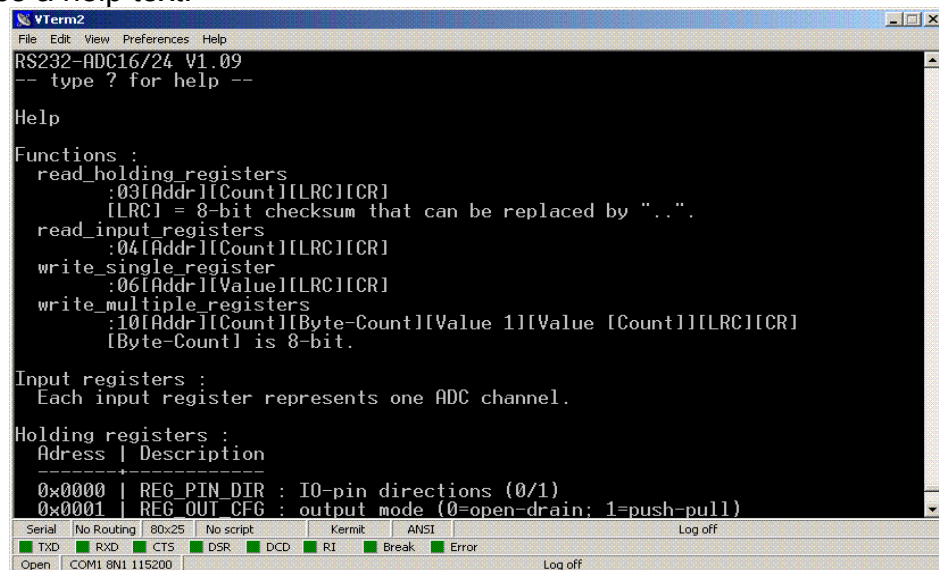 a help text.
VTerm2
File Edit View Preferences Help
RS232-ADC16/24 V1.09
-- type ? for help --
Help
Functions :
read_holding_registers
:03[Addr][Count][LRC][CR]
[LRC] = 8-bit checksum that can be replaced by "..".
read_input_registers
:04[Addr][Count][LRC][CR]
write_single_register
:06[Addr][Value][LRC][CR]
write_multiple_registers
:10[Addr][Count][Byte-Count][Value 1][Value [Count]][LRC][CR]
[Byte-Count] is 8-bit.
Input registers :
Each input register represents one ADC channel.
Holding registers :
Adress | Description
-------+------------
0x0000 | REG_PIN_DIR : IO-pin directions (0/1)
0x0001 | REG_OUT_CFG : output mode (0=open-drain; 1=push-pull)
Serial No Routing 80x25 No script Kermit ANSI Log off
TXD RXD CTS DSR DCD RI Break Error
Open COM1 8N1 115200 Log off